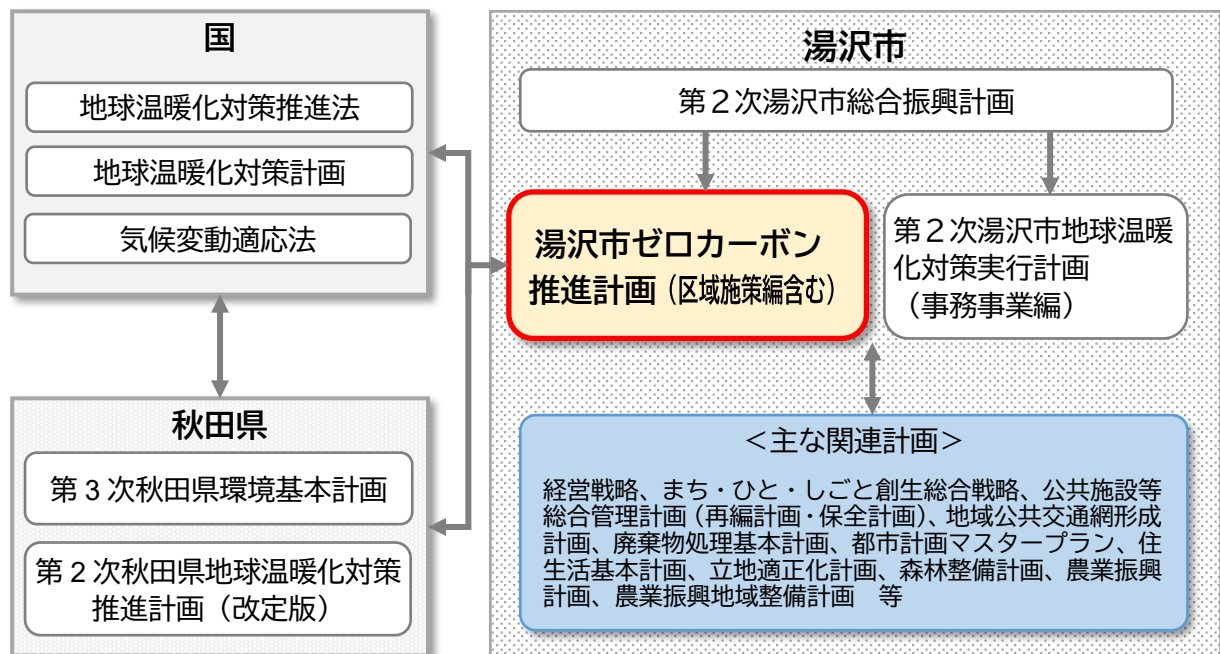 国
地球温暖化対策推進法
地球温暖化対策計画
気候変動適応法
秋田県
第3次秋田県環境基本計画
第2次秋田県地球温暖化対策
推進計画（改定版）
湯沢市
第２次湯沢市総合振興計画
湯沢市ゼロカーボン
推進計画（区域施策編含む）
第２次湯沢市地球温暖
化対策実行計画
（事務事業編）
＜主な関連計画＞
経営戦略、まち・ひと・しごと創生総合戦略、公共施設等
総合管理計画（再編計画・保全計画）、地域公共交通網形成
計画、廃棄物処理基本計画、都市計画マスタープラン、住
生活基本計画、立地適正化計画、森林整備計画、農業振興
計画、農業振興地域整備計画　等